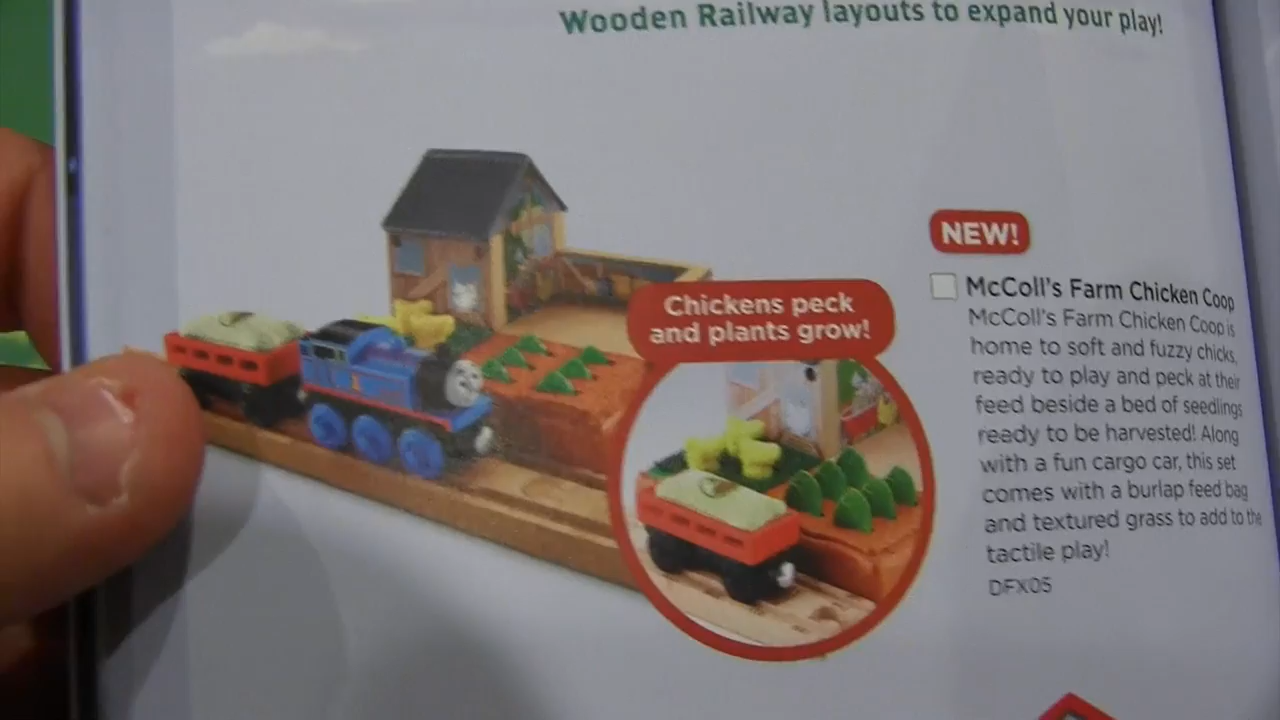 Wooden Railway layouts to expand your play!
NEW!
McColl's Farm Chicken Coop
McColl's Farm Chicken Coop is
home to soft and fuzzy chicks,
ready to play and peck at their
feed beside a bed of seedlings
ready to be harvested! Along
with a fun cargo car, this set
comes with a burlap feed bag
and textured grass to add to the
tactile play!
DFX05
Chickens peck
and plants grow!
1